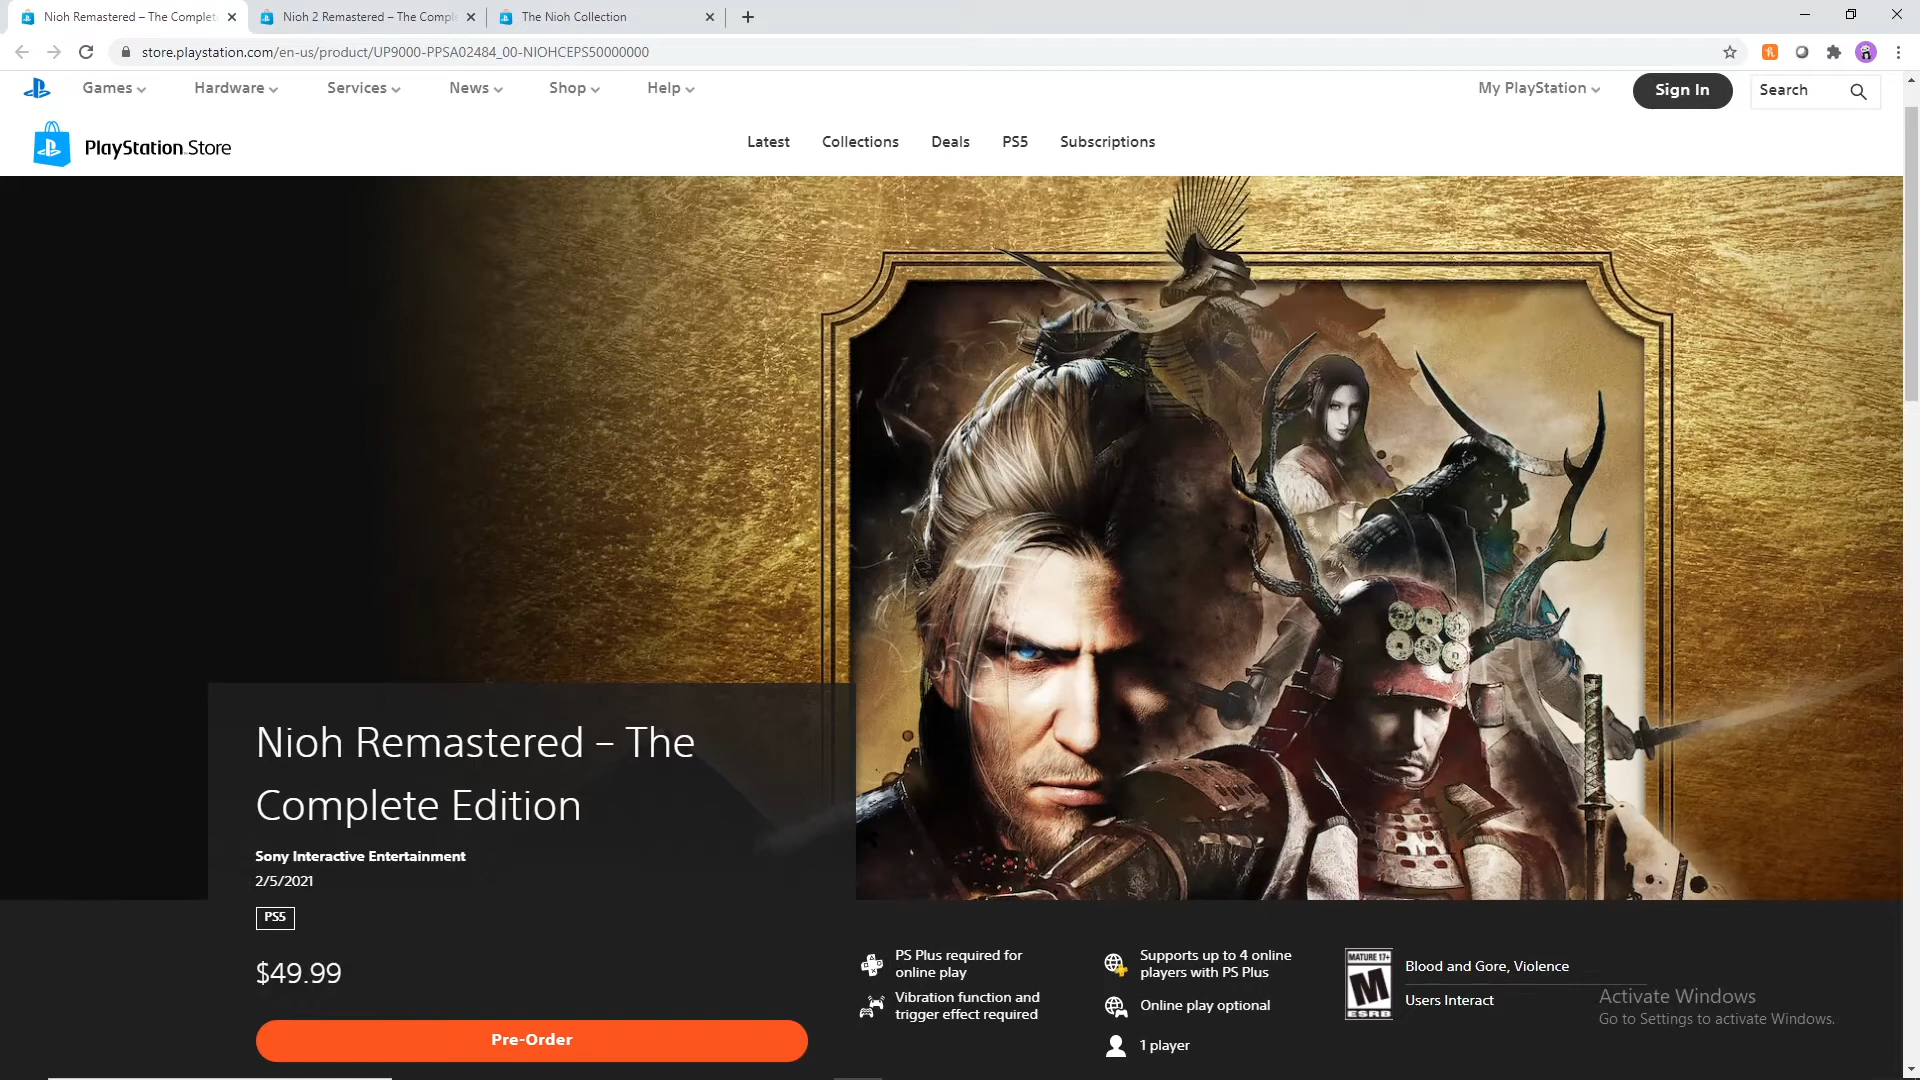 Nioh Remastered – The Complet
Nioh 2 Remastered – The Comple
The Nioh Collection
store.playstation.com/en-us/product/UP9000-PPSA02484_00-NIOHCEPS50000000
Games
Hardware
Services
News
Shop
Help
My PlayStation
Sign In
Search
PlayStation Store
Latest
Collections
Deals
PS5
Subscriptions
Nioh Remastered – The
Complete Edition
Sony Interactive Entertainment
2/5/2021
PS5
$49.99
Pre-Order
PS Plus required for
online play
Vibration function and
trigger effect required
Supports up to 4 online
players with PS Plus
Online play optional
1 player
MATURE 17+
M
ESRB
Blood and Gore, Violence
Users Interact
Activate Windows
Go to Settings to activate Windows.